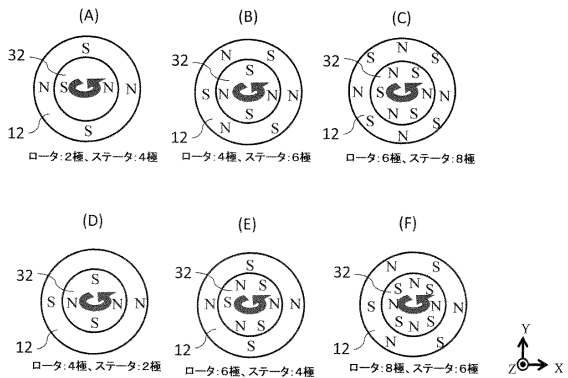 (A) (B) (C)
32 S
N S N N
12 S
ロータ:2極、ステータ:4極
32 N S
S S N N N N
12 N S S
ロータ:4極、ステータ:6極
32 S N S
N S
N S N N
N S
12 S N S
ロータ:6極、ステータ:8極
(D) (E) (F)
32 S
S N N N
12 S
ロータ:4極、ステータ:2極
32 S
N S
N S N N
N S
12 S
ロータ:6極、ステータ:4極
32 N S
S N S
S N N N
S N S
12 N S
ロータ:8極、ステータ:6極
Y
Z X